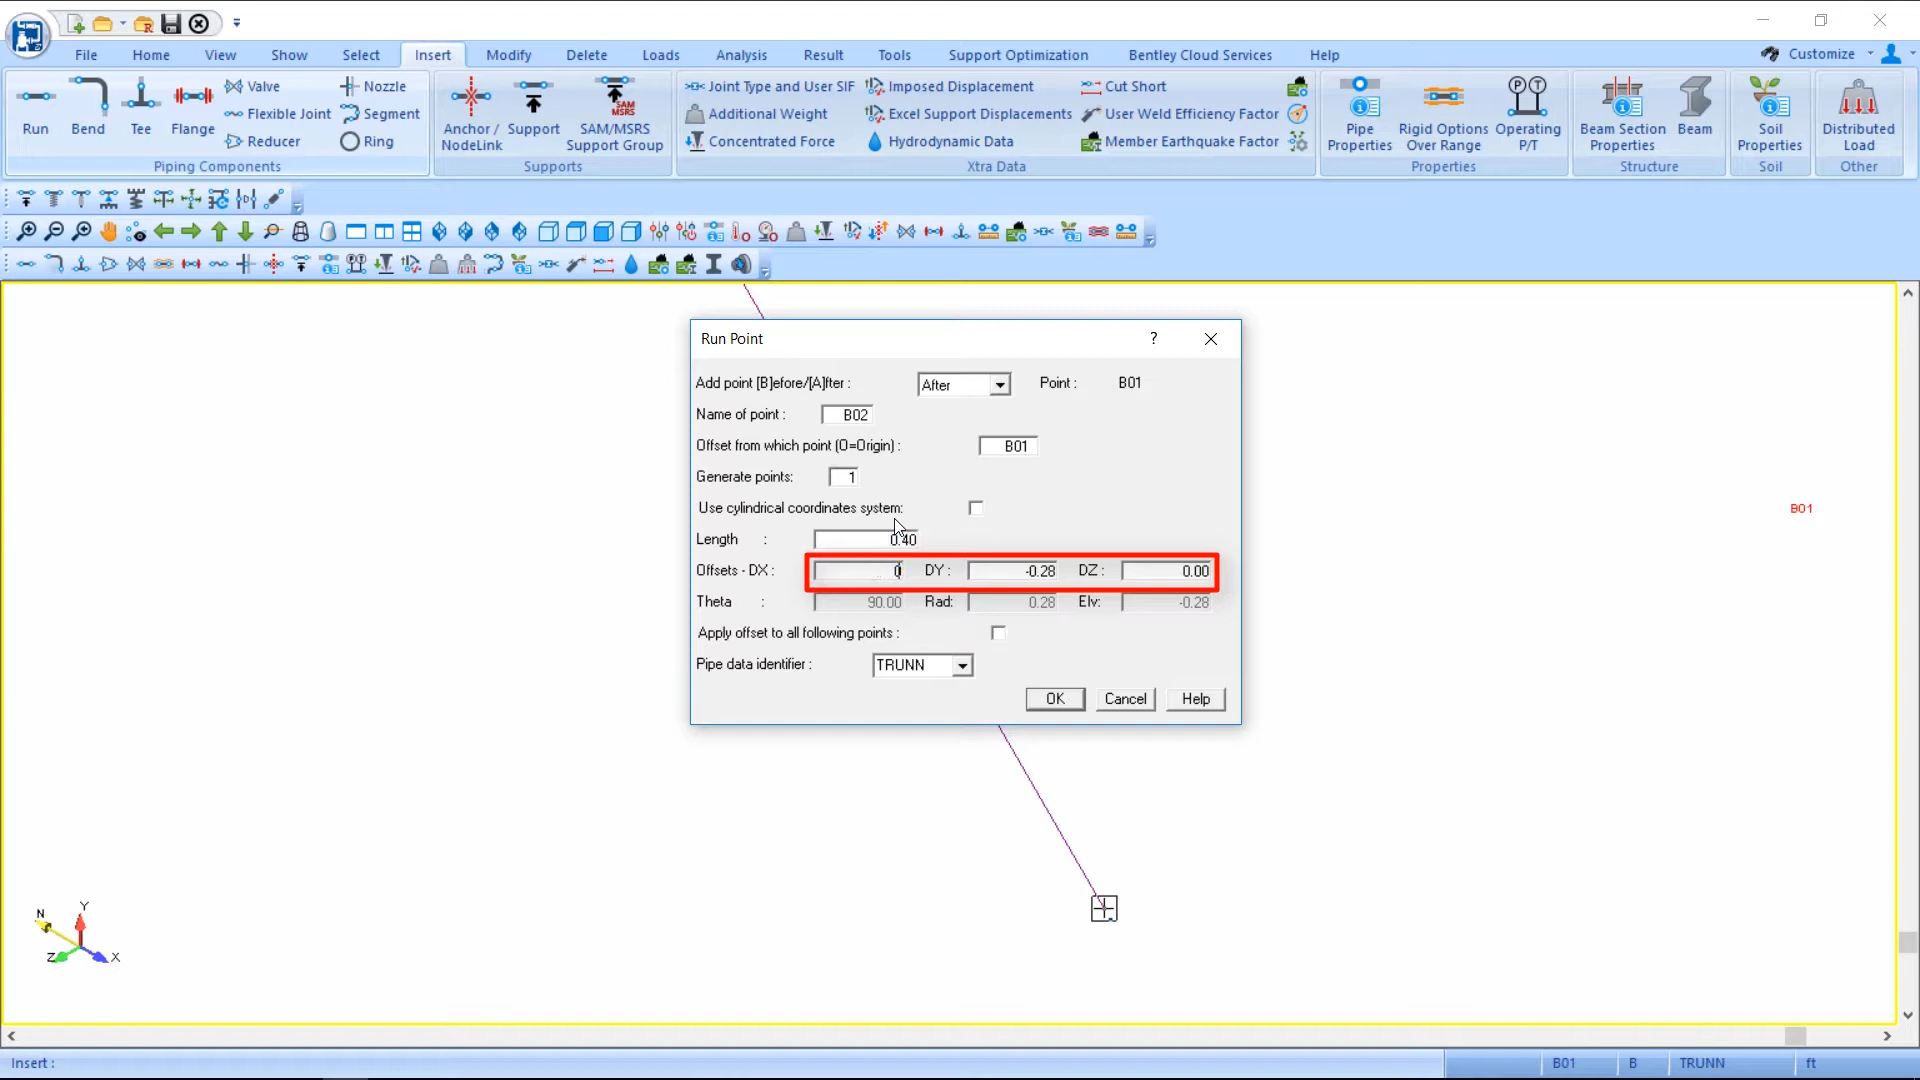 File Home View Show Select Insert Modify Delete Loads Analysis Result Tools Support Optimization Bentley Cloud Services Help Customize
Run Bend Tee Flange Valve Flexible Joint Reducer Nozzle Segment Ring
Piping Components
Anchor / NodeLink Support SAM/MSRS Support Group
Supports
Joint Type and User SIF Imposed Displacement Cut Short
Additional Weight Excel Support Displacements User Weld Efficiency Factor
Concentrated Force Hydrodynamic Data Member Earthquake Factor
Xtra Data
Pipe Properties Rigid Options Over Range Operating P/T
Properties
Beam Section Properties Beam
Structure
Soil Properties
Soil
Distributed Load
Other
Run Point ?
Add point [B]efore/[A]fter : After Point : B01
Name of point : B02
Offset from which point (O=Origin) : B01
Generate points: 1
Use cylindrical coordinates system:
Length : 0.40
Offsets - DX : 0 DY : -0.28 DZ : 0.00
Theta : 90.00 Rad: 0.28 Elv: -0.28
Apply offset to all following points :
Pipe data identifier : TRUNN
OK Cancel Help
B01
N Y Z X
Insert : B01 B TRUNN ft